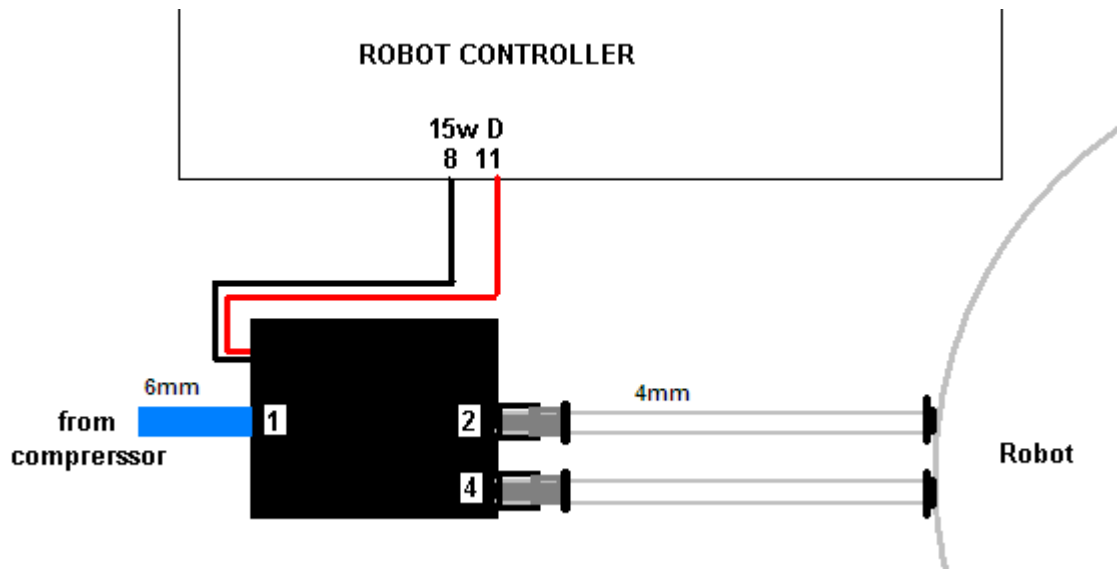 ROBOT CONTROLLER
15w D
8 11
6mm
4mm
from
comprerssor
1
2
4
Robot